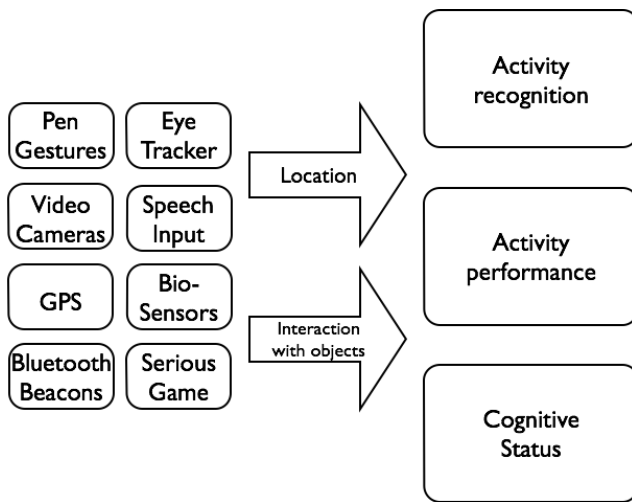 Pen
Gestures
Eye
Tracker
Video
Cameras
Speech
Input
GPS
Bio-
Sensors
Bluetooth
Beacons
Serious
Game
Location
Interaction
with objects
Activity
recognition
Activity
performance
Cognitive
Status